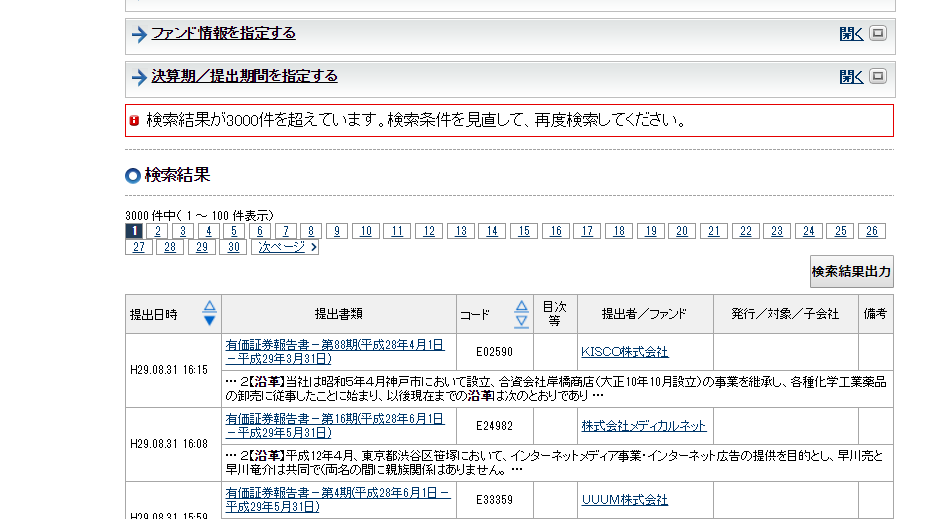 ファンド情報を指定する 開く
決算期／提出期間を指定する 開く
検索結果が3000件を超えています。検索条件を見直して、再度検索してください。
検索結果
3000 件中( 1 ～ 100 件表示)
1 2 3 4 5 6 7 8 9 10 11 12 13 14 15 16 17 18 19 20 21 22 23 24 25 26
27 28 29 30 次ページ
検索結果出力
提出日時 提出書類 コード 目次等 提出者／ファンド 発行／対象／子会社 備考
H29.08.31 16:15
有価証券報告書－第88期(平成28年4月1日
－平成29年3月31日)
E02590
KISCO株式会社
… 2【沿革】当社は昭和5年4月神戸市において設立、合資会社岸橋商店(大正10年10月設立)の事業を継承し、各種化学工業薬品
の卸売に従事したことに始まり、以後現在までの沿革は次のとおりであり …
H29.08.31 16:08
有価証券報告書－第16期(平成28年6月1日
－平成29年5月31日)
E24982
株式会社メディカルネット
… 2【沿革】平成12年4月、東京都渋谷区笹塚において、インターネットメディア事業・インターネット広告の提供を目的とし、早川亮と
早川竜介は共同で(両名の間に親族関係はありません。 …
H29.08.31 15:59
有価証券報告書－第4期(平成28年6月1日－
平成29年5月31日)
E33359
UUUM株式会社